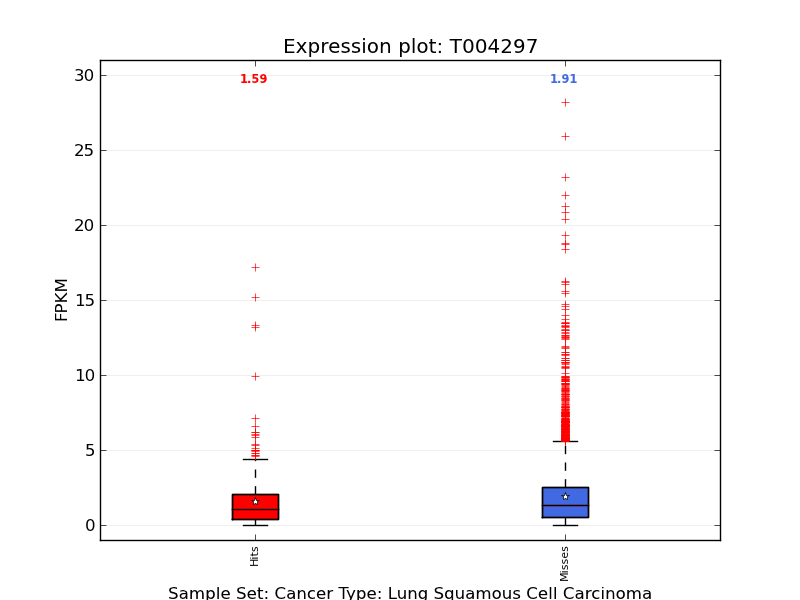 Expression plot: T004297
1.59
1.91
30
25
20
15
10
5
0
FPKM
Hits
Misses
Sample Set: Cancer Type: Lung Squamous Cell Carcinoma